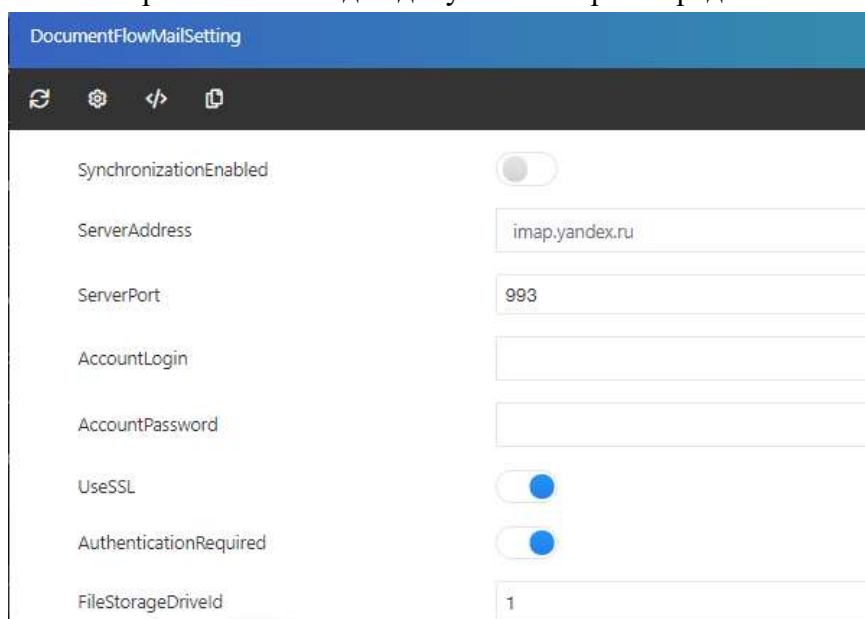 DocumentFlowMailSetting
SynchronizationEnabled
ServerAddress imap.yandex.ru
ServerPort 993
AccountLogin
AccountPassword
UseSSL
AuthenticationRequired
FileStorageDriveId 1